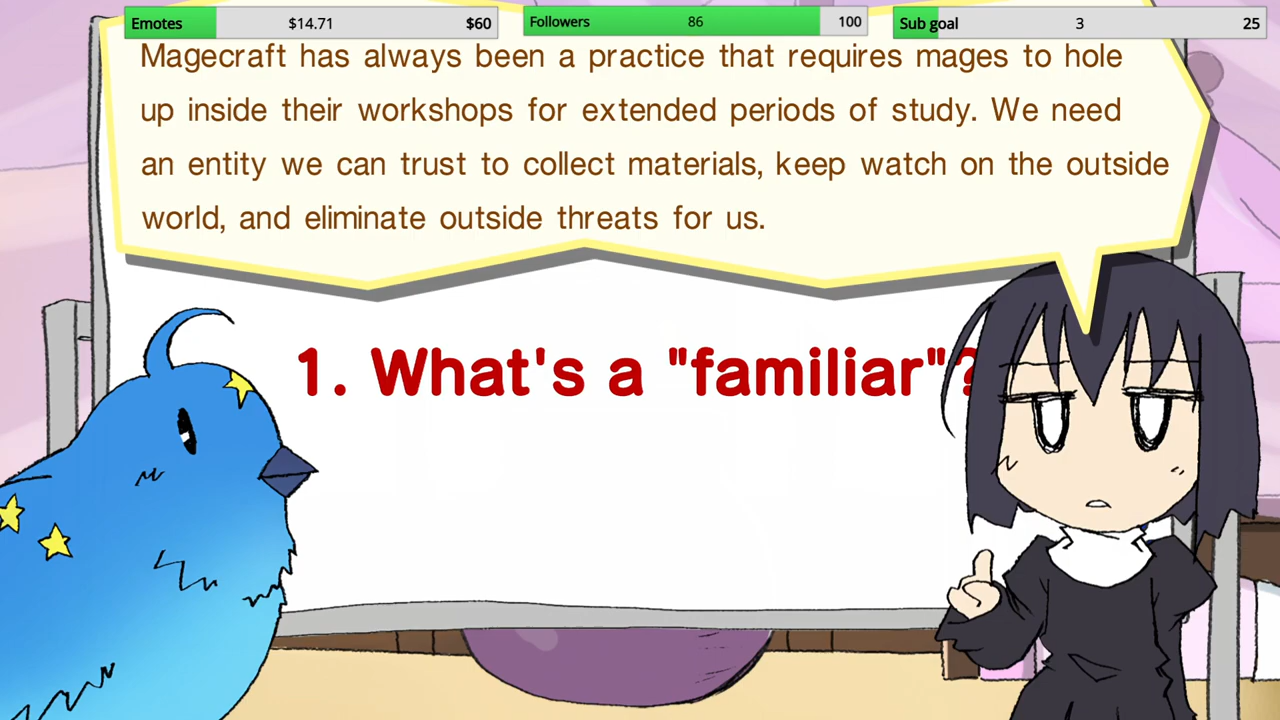 Emotes $14.71 $60
Followers 86 100
Sub goal 3 25
Magecraft has always been a practice that requires mages to hole
up inside their workshops for extended periods of study. We need
an entity we can trust to collect materials, keep watch on the outside
world, and eliminate outside threats for us.
1. What's a "familiar"?